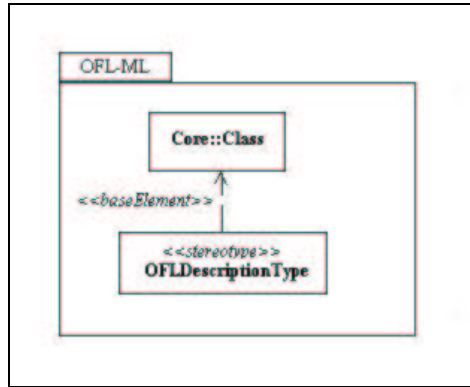 OFL-ML
Core::Class
<<baseElement>>
<<stereotype>>
OFLDescriptionType